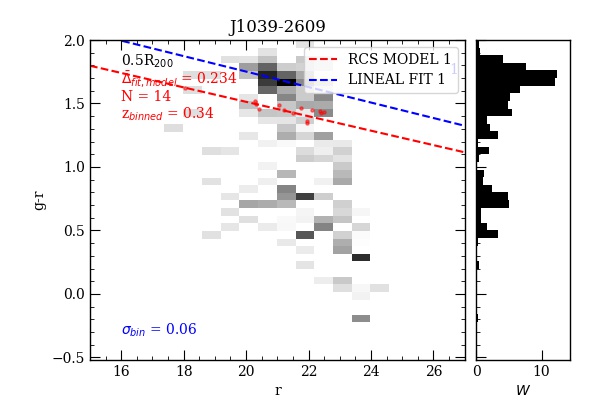 J1039-2609
0.5R200
Δ̄fit,model = 0.234
N = 14
zbinned = 0.34
RCS MODEL 1
LINEAL FIT 1
1
σbin = 0.06
2.0
1.5
1.0
0.5
0.0
−0.5
g-r
16 18 20 22 24 26
r
0 10
W